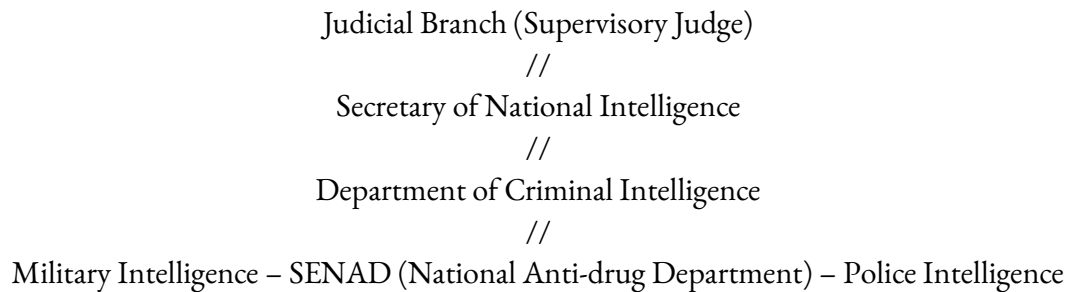 Judicial Branch (Supervisory Judge)
//
Secretary of National Intelligence
//
Department of Criminal Intelligence
//
Military Intelligence – SENAD (National Anti-drug Department) – Police Intelligence